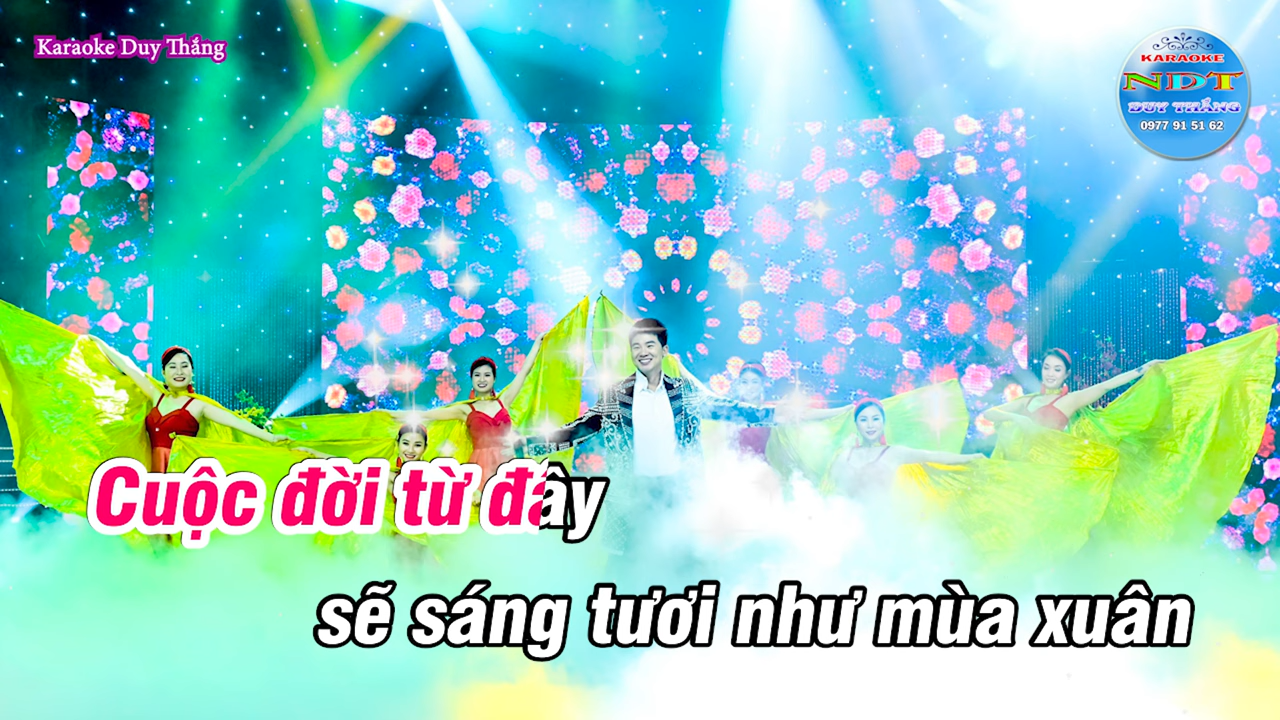 Karaoke Duy Thắng
KARAOKE
NDT
DUY THẮNG
0977 91 51 62
Cuộc đời từ đây
sẽ sáng tươi như mùa xuân